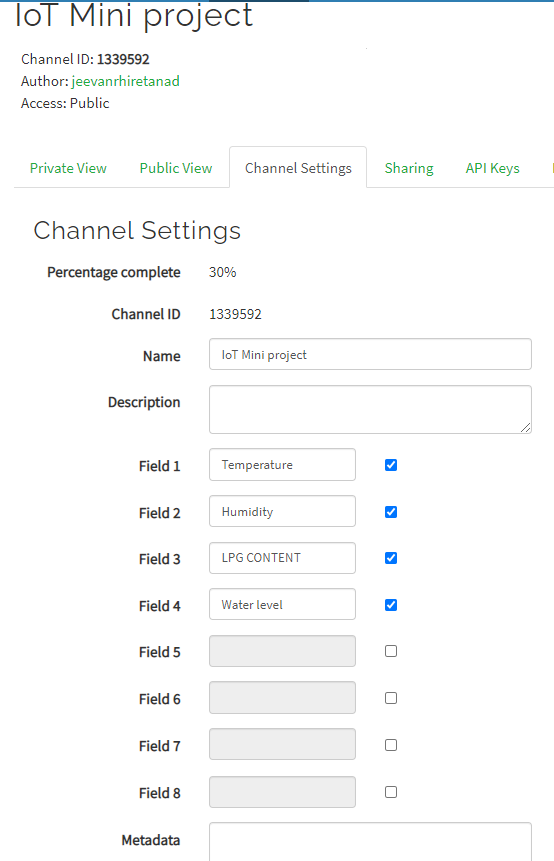 IoT Mini project
Channel ID: 1339592
Author: jeevanrhiretanad
Access: Public
Private View Public View Channel Settings Sharing API Keys
Channel Settings
Percentage complete 30%
Channel ID 1339592
Name IoT Mini project
Description
Field 1 Temperature
Field 2 Humidity
Field 3 LPG CONTENT
Field 4 Water level
Field 5
Field 6
Field 7
Field 8
Metadata